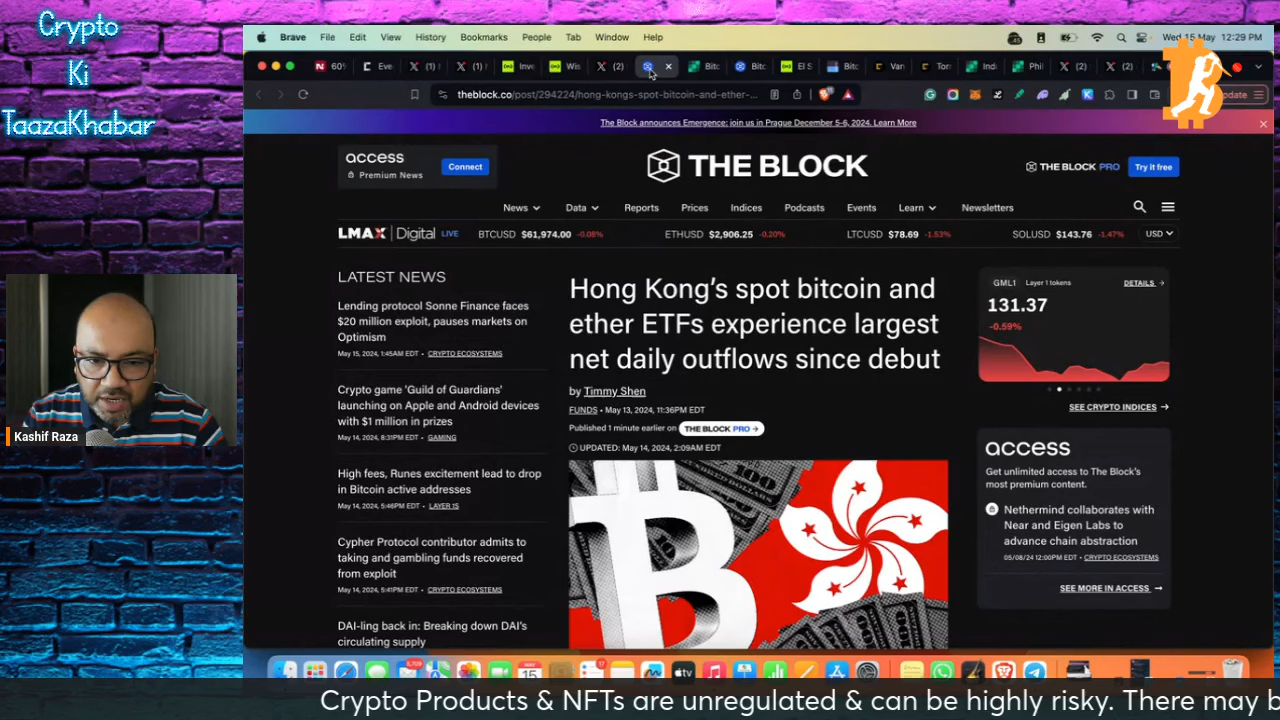 Crypto
Ki
TaazaKhabar
Brave File Edit View History Bookmarks People Tab Window Help
Wed 15 May 12:29 PM
theblock.co/post/294224/hong-kongs-spot-bitcoin-and-ether-...
The Block announces Emergence: join us in Prague December 5-6, 2024. Learn More
access
Premium News
Connect
THE BLOCK
THE BLOCK PRO
Try it free
News Data Reports Prices Indices Podcasts Events Learn Newsletters
LMAX Digital LIVE BTCUSD $61,974.00 -0.08% ETHUSD $2,906.25 -0.20% LTCUSD $78.69 -1.53% SOLUSD $143.76 -1.47% USD
LATEST NEWS
Lending protocol Sonne Finance faces
$20 million exploit, pauses markets on
Optimism
May 15, 2024, 1:45AM EDT • CRYPTO ECOSYSTEMS
Crypto game 'Guild of Guardians'
launching on Apple and Android devices
with $1 million in prizes
May 14, 2024, 8:31PM EDT • GAMING
High fees, Runes excitement lead to drop
in Bitcoin active addresses
May 14, 2024, 5:46PM EDT • LAYER 1S
Cypher Protocol contributor admits to
taking and gambling funds recovered
from exploit
May 14, 2024, 5:41PM EDT • CRYPTO ECOSYSTEMS
DAI-ling back in: Breaking down DAI's
circulating supply
Hong Kong's spot bitcoin and
ether ETFs experience largest
net daily outflows since debut
by Timmy Shen
FUNDS • May 13, 2024, 11:36PM EDT
Published 1 minute earlier on THE BLOCK PRO
UPDATED: May 14, 2024, 2:09AM EDT
GMI1 Layer 1 tokens DETAILS
131.37
-0.59%
SEE CRYPTO INDICES
access
Get unlimited access to The Block's
most premium content.
Nethermind collaborates with
Near and Eigen Labs to
advance chain abstraction
05/08/24 12:00PM EDT • CRYPTO ECOSYSTEMS
SEE MORE IN ACCESS
Kashif Raza
Crypto Products & NFTs are unregulated & can be highly risky. There may b